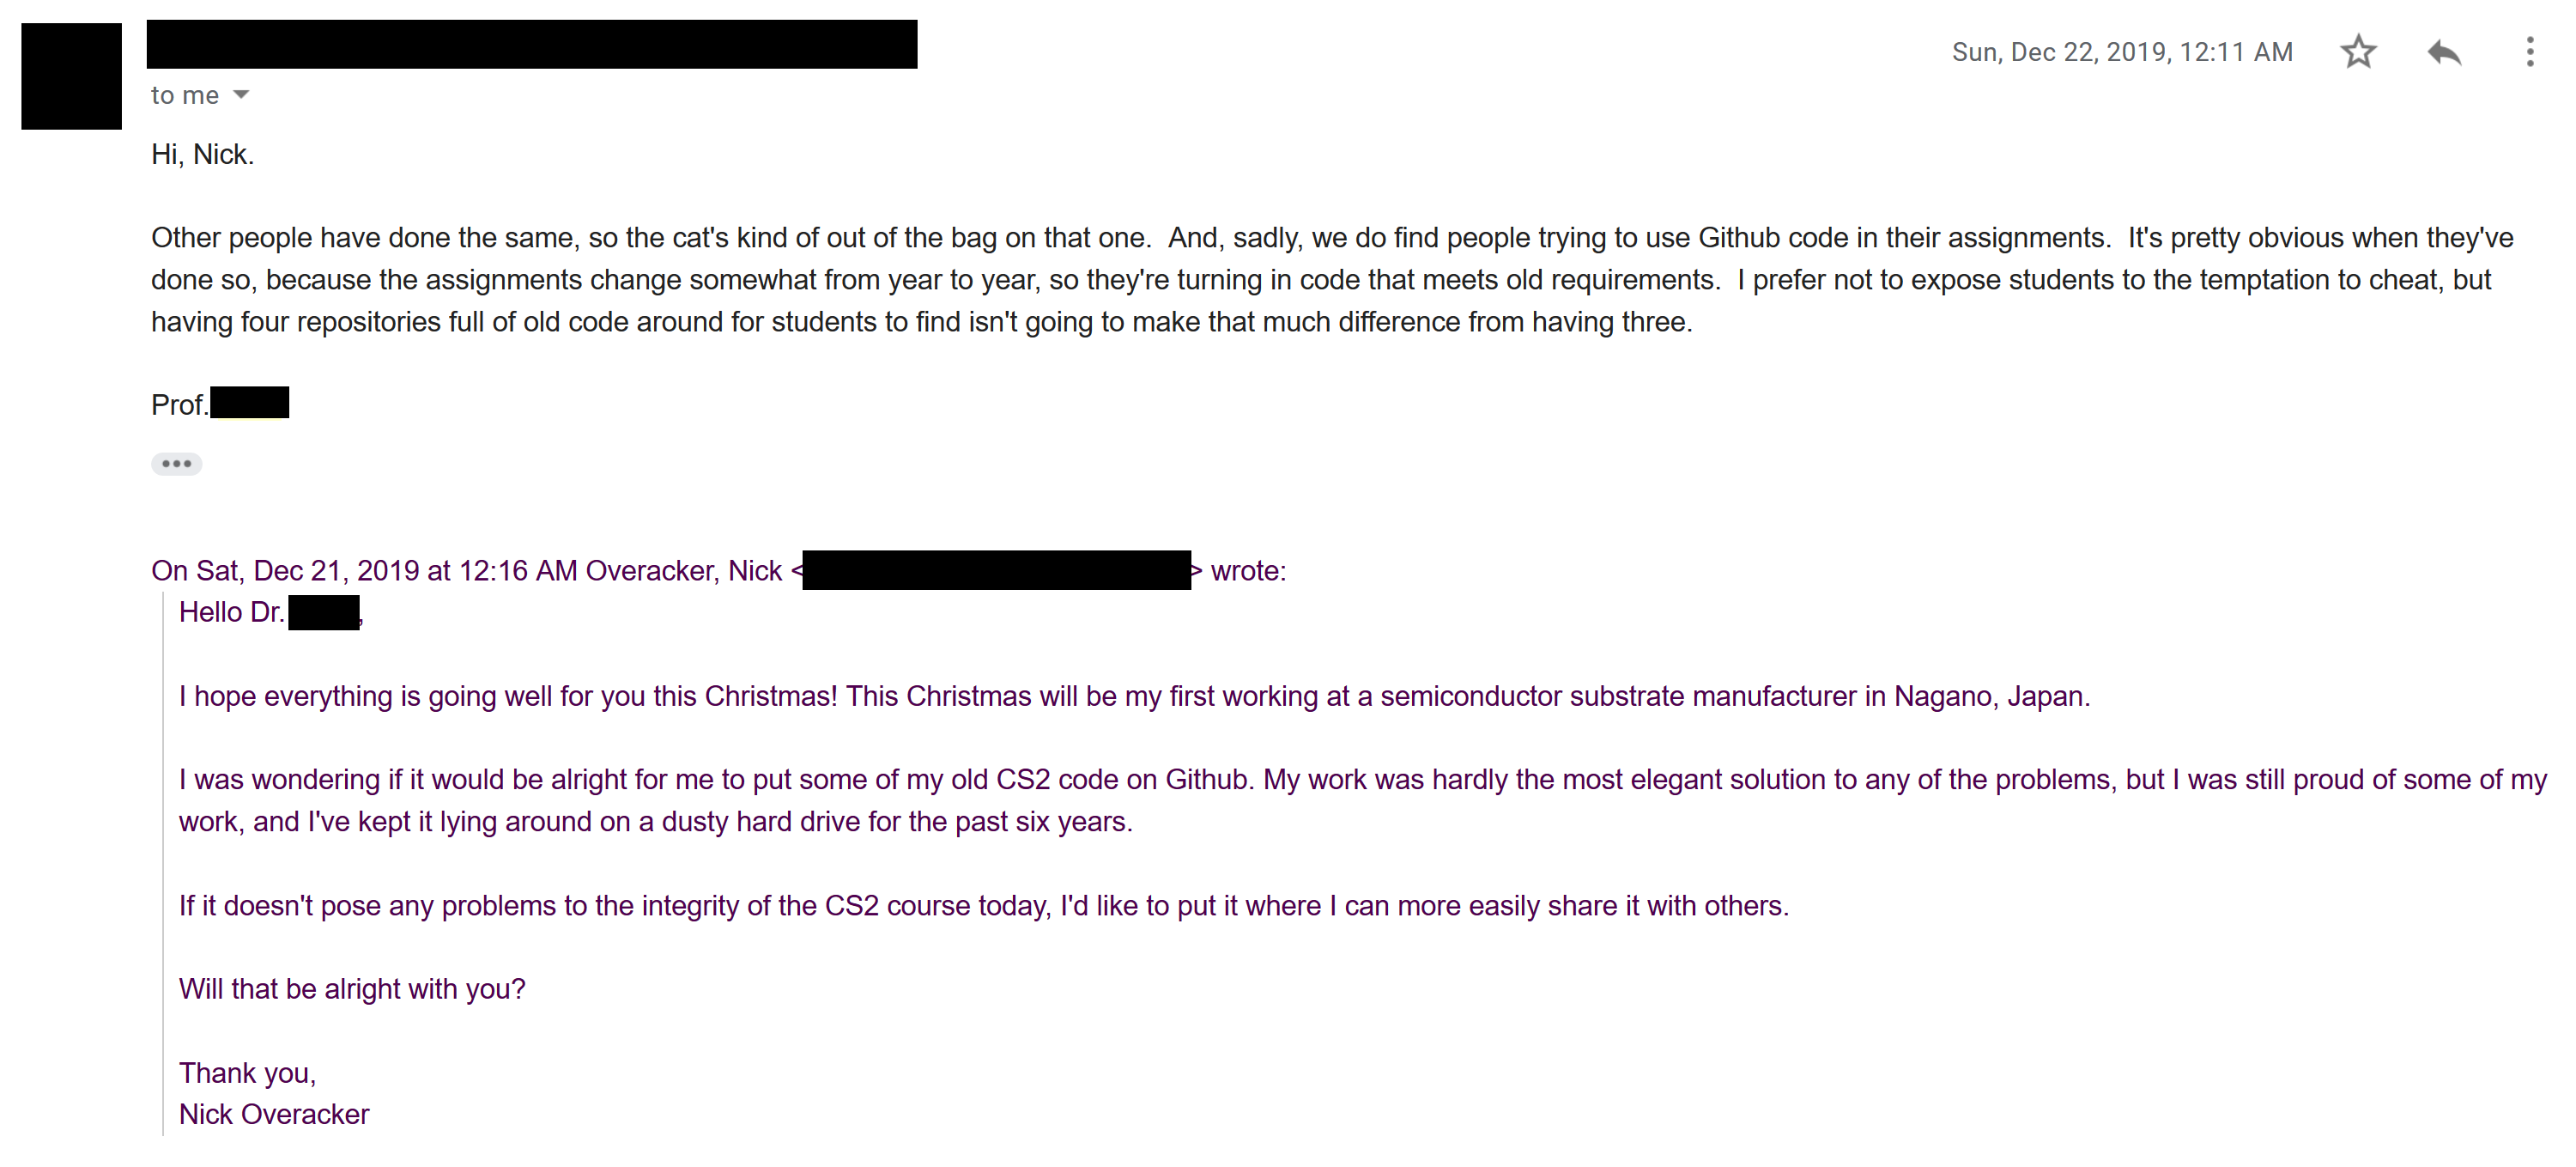 Sun, Dec 22, 2019, 12:11 AM
to me
Hi, Nick.
Other people have done the same, so the cat's kind of out of the bag on that one.  And, sadly, we do find people trying to use Github code in their assignments.  It's pretty obvious when they've
done so, because the assignments change somewhat from year to year, so they're turning in code that meets old requirements.  I prefer not to expose students to the temptation to cheat, but
having four repositories full of old code around for students to find isn't going to make that much difference from having three.
Prof.
On Sat, Dec 21, 2019 at 12:16 AM Overacker, Nick < > wrote:
Hello Dr. ,
I hope everything is going well for you this Christmas! This Christmas will be my first working at a semiconductor substrate manufacturer in Nagano, Japan.
I was wondering if it would be alright for me to put some of my old CS2 code on Github. My work was hardly the most elegant solution to any of the problems, but I was still proud of some of my
work, and I've kept it lying around on a dusty hard drive for the past six years.
If it doesn't pose any problems to the integrity of the CS2 course today, I'd like to put it where I can more easily share it with others.
Will that be alright with you?
Thank you,
Nick Overacker